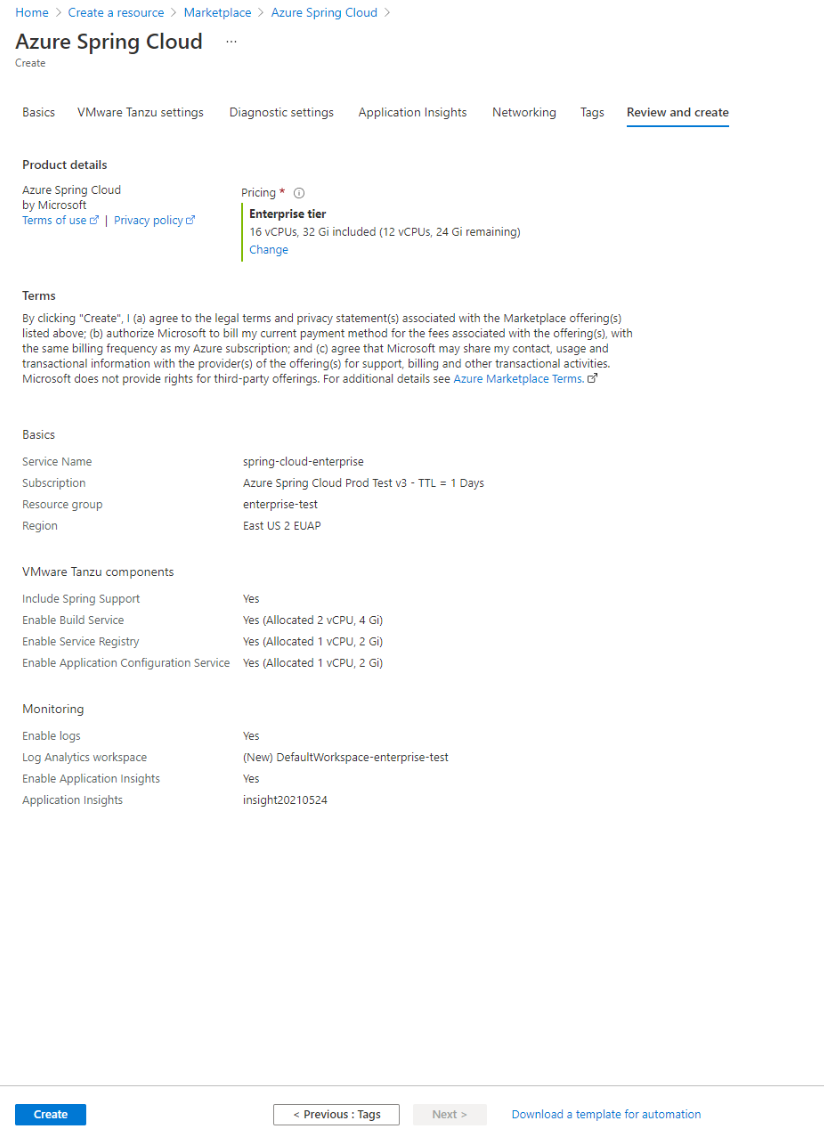 Home > Create a resource > Marketplace > Azure Spring Cloud >
Azure Spring Cloud ...
Create
Basics VMware Tanzu settings Diagnostic settings Application Insights Networking Tags Review and create
Product details
Azure Spring Cloud
by Microsoft
Terms of use | Privacy policy
Pricing *
Enterprise tier
16 vCPUs, 32 Gi included (12 vCPUs, 24 Gi remaining)
Change
Terms
By clicking "Create", I (a) agree to the legal terms and privacy statement(s) associated with the Marketplace offering(s)
listed above; (b) authorize Microsoft to bill my current payment method for the fees associated with the offering(s), with
the same billing frequency as my Azure subscription; and (c) agree that Microsoft may share my contact, usage and
transactional information with the provider(s) of the offering(s) for support, billing and other transactional activities.
Microsoft does not provide rights for third-party offerings. For additional details see Azure Marketplace Terms.
Basics
Service Name spring-cloud-enterprise
Subscription Azure Spring Cloud Prod Test v3 - TTL = 1 Days
Resource group enterprise-test
Region East US 2 EUAP
VMware Tanzu components
Include Spring Support Yes
Enable Build Service Yes (Allocated 2 vCPU, 4 Gi)
Enable Service Registry Yes (Allocated 1 vCPU, 2 Gi)
Enable Application Configuration Service Yes (Allocated 1 vCPU, 2 Gi)
Monitoring
Enable logs Yes
Log Analytics workspace (New) DefaultWorkspace-enterprise-test
Enable Application Insights Yes
Application Insights insight20210524
Create < Previous : Tags Next > Download a template for automation